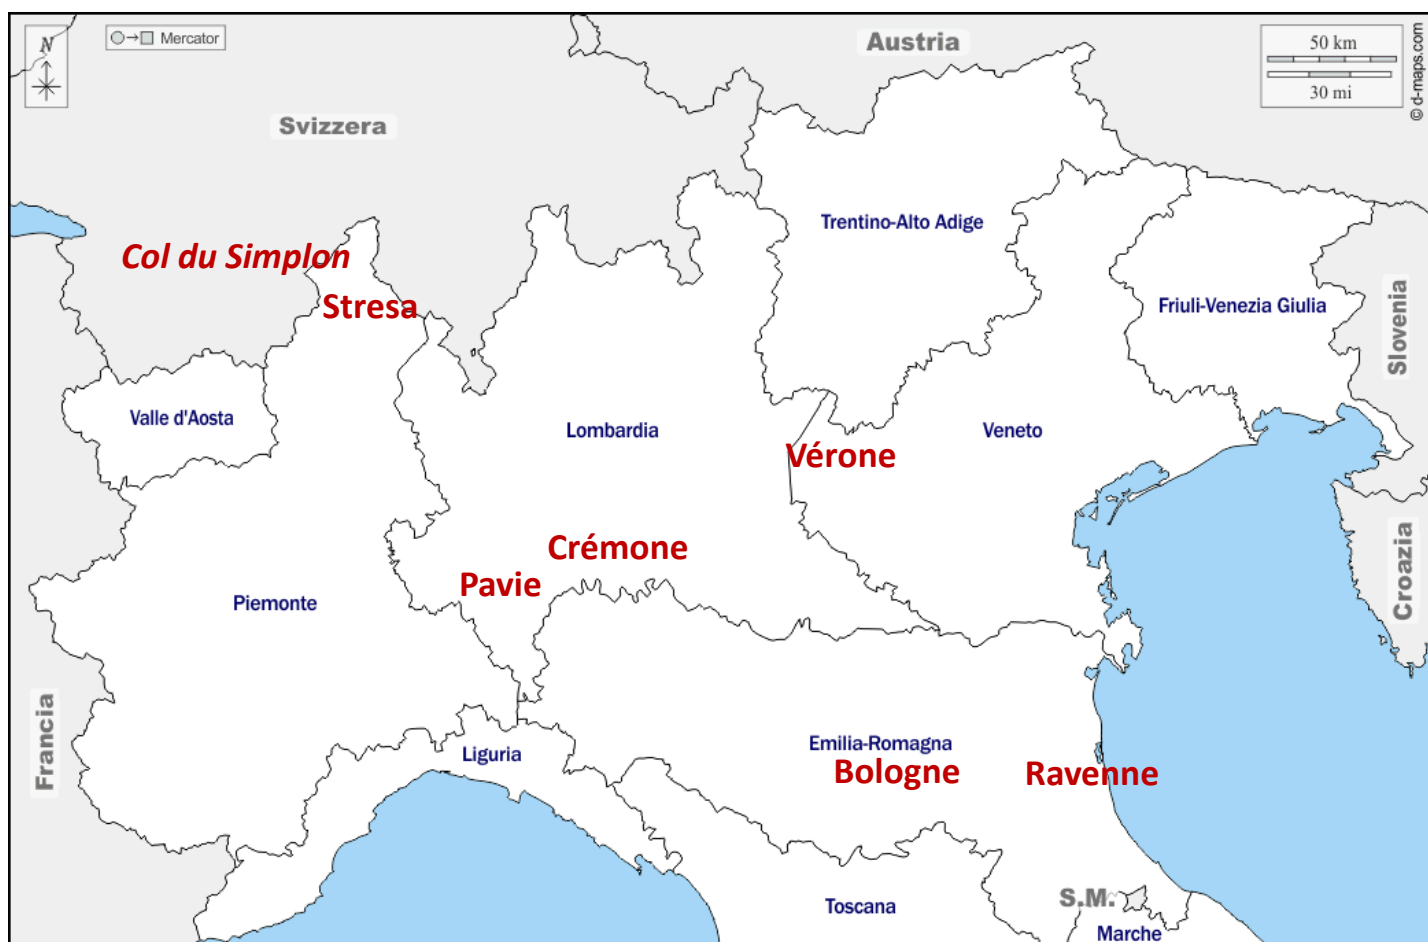 N
Mercator
Austria
50 km
30 mi
© d-maps.com
Svizzera
Trentino-Alto Adige
Col du Simplon
Stresa
Friuli-Venezia Giulia
Slovenia
Valle d'Aosta
Lombardia
Veneto
Vérone
Crémone
Pavie
Piemonte
Croazia
Francia
Liguria
Emilia-Romagna
Bologne
Ravenne
Toscana
S.M.
Marche